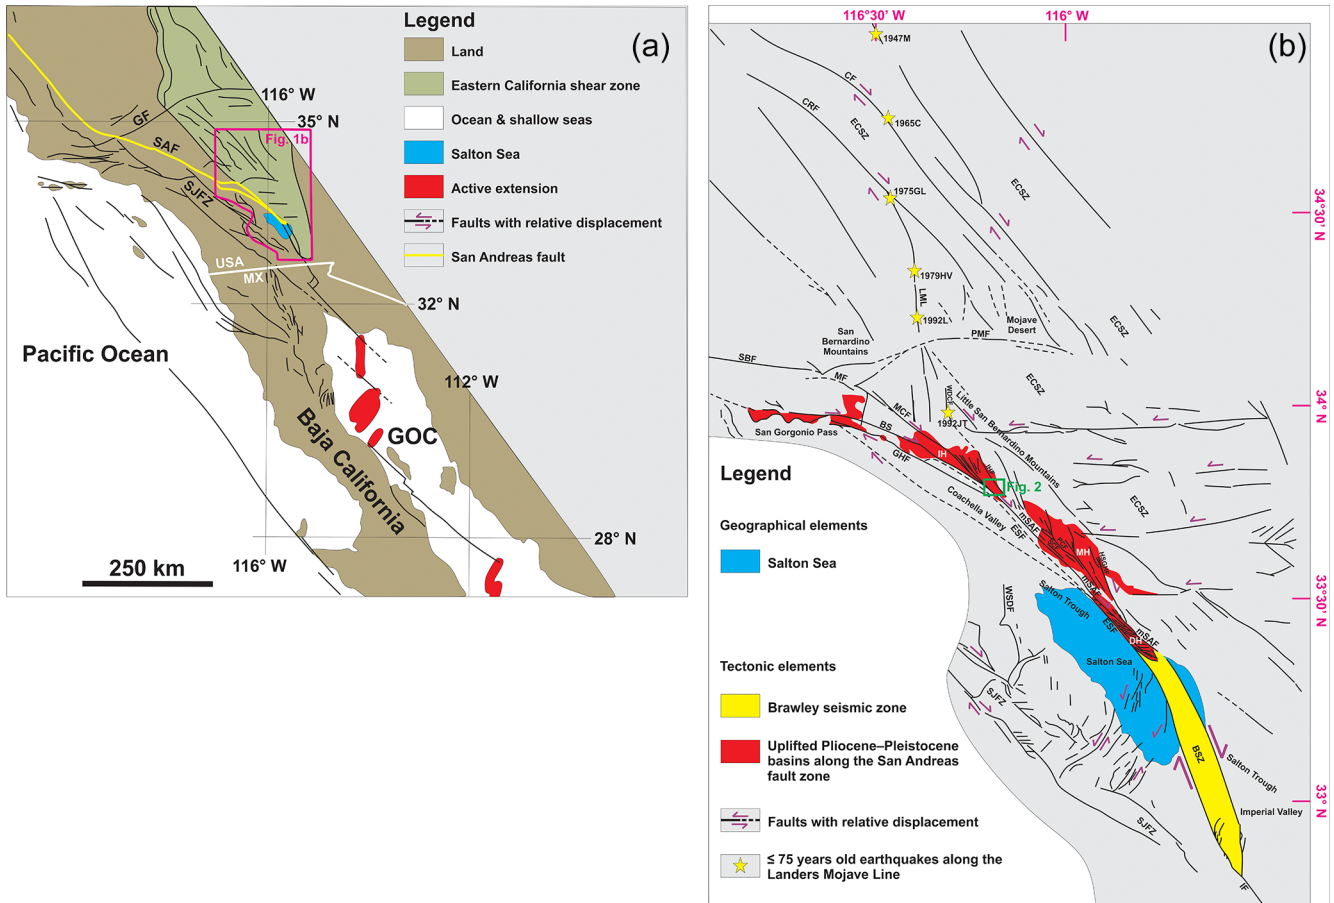 Legend
(a)
Land
Eastern California shear zone
Ocean & shallow seas
Salton Sea
Active extension
Faults with relative displacement
San Andreas fault
116° W
35° N
Fig. 1b
GF
SAF
SJFZ
USA
MX
32° N
Pacific Ocean
112° W
Baja California
GOC
28° N
116° W
250 km
116°30' W
116° W
(b)
1947M
CF
CRF
ECSZ
1965C
ECSZ
1975GL
34°30' N
1979HV
LML
1992L
Mojave
Desert
PMF
ECSZ
San
Bernardino
Mountains
SBF
MF
ECSZ
WDCF
Little San Bernardino Mountains
34° N
MCF
1992JT
BS
San Gorgonio Pass
GHF
IH
IHF
Fig. 2
Coachella Valley
mSAF
ESF
ECSZ
MH
PCF
HSGHF
mSAF
33°30' N
Salton Trough
WSDF
ESF
mSAF
DH
Salton Sea
SJFZ
BSZ
Salton Trough
33° N
Imperial Valley
SJFZ
IF
Legend
Geographical elements
Salton Sea
Tectonic elements
Brawley seismic zone
Uplifted Pliocene–Pleistocene
basins along the San Andreas
fault zone
Faults with relative displacement
≤ 75 years old earthquakes along the
Landers Mojave Line